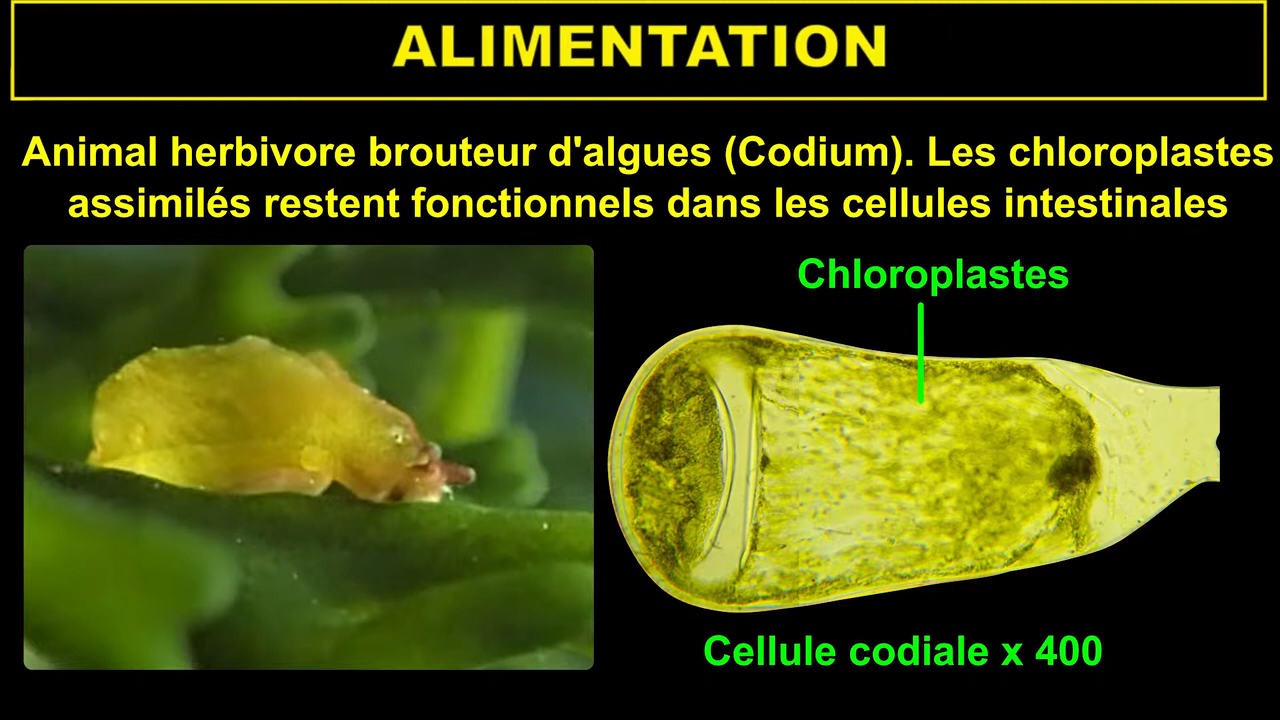 ALIMENTATION
Animal herbivore brouteur d'algues (Codium). Les chloroplastes
assimilés restent fonctionnels dans les cellules intestinales
Chloroplastes
Cellule codiale x 400